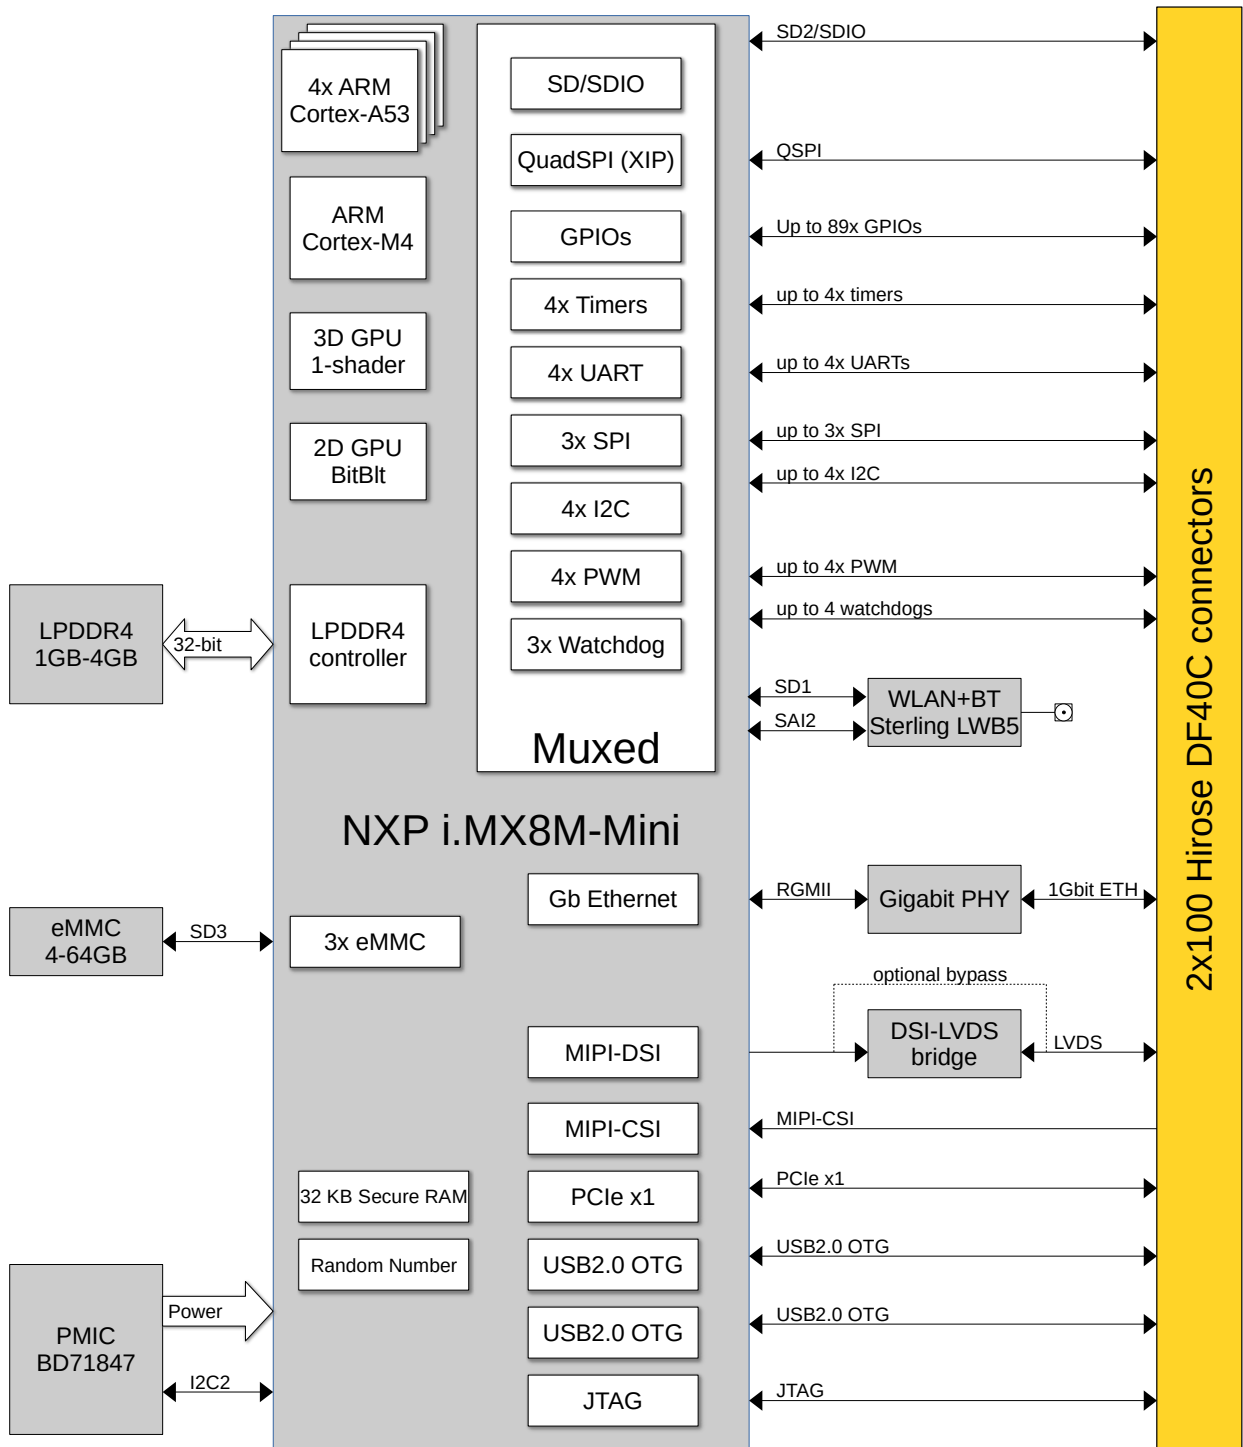 SD2/SDIO
4x ARM
Cortex-A53
SD/SDIO
QuadSPI (XIP)
QSPI
ARM
Cortex-M4
GPIOs
Up to 89x GPIOs
4x Timers
up to 4x timers
3D GPU
1-shader
4x UART
up to 4x UARTs
2D GPU
BitBlt
3x SPI
up to 3x SPI
4x I2C
up to 4x I2C
4x PWM
up to 4x PWM
LPDDR4
1GB-4GB
32-bit
LPDDR4
controller
3x Watchdog
up to 4 watchdogs
SD1
SAI2
WLAN+BT
Sterling LWB5
Muxed
NXP i.MX8M-Mini
2x100 Hirose DF40C connectors
Gb Ethernet
RGMII
Gigabit PHY
1Gbit ETH
eMMC
4-64GB
SD3
3x eMMC
optional bypass
MIPI-DSI
DSI-LVDS
bridge
LVDS
MIPI-CSI
MIPI-CSI
32 KB Secure RAM
PCIe x1
PCIe x1
Random Number
USB2.0 OTG
USB2.0 OTG
PMIC
BD71847
Power
I2C2
USB2.0 OTG
USB2.0 OTG
JTAG
JTAG